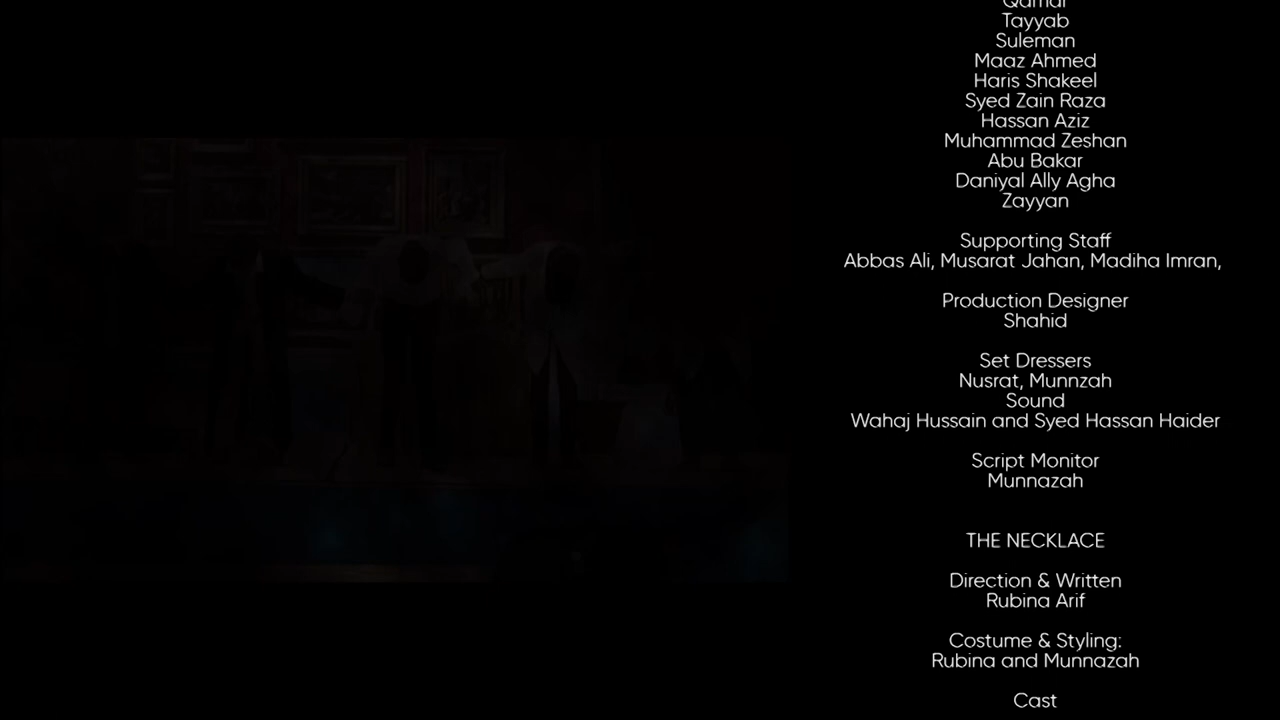 Qamar
Tayyab
Suleman
Maaz Ahmed
Haris Shakeel
Syed Zain Raza
Hassan Aziz
Muhammad Zeshan
Abu Bakar
Daniyal Ally Agha
Zayyan
Supporting Staff
Abbas Ali, Musarat Jahan, Madiha Imran,
Production Designer
Shahid
Set Dressers
Nusrat, Munnzah
Sound
Wahaj Hussain and Syed Hassan Haider
Script Monitor
Munnazah
THE NECKLACE
Direction & Written
Rubina Arif
Costume & Styling:
Rubina and Munnazah
Cast